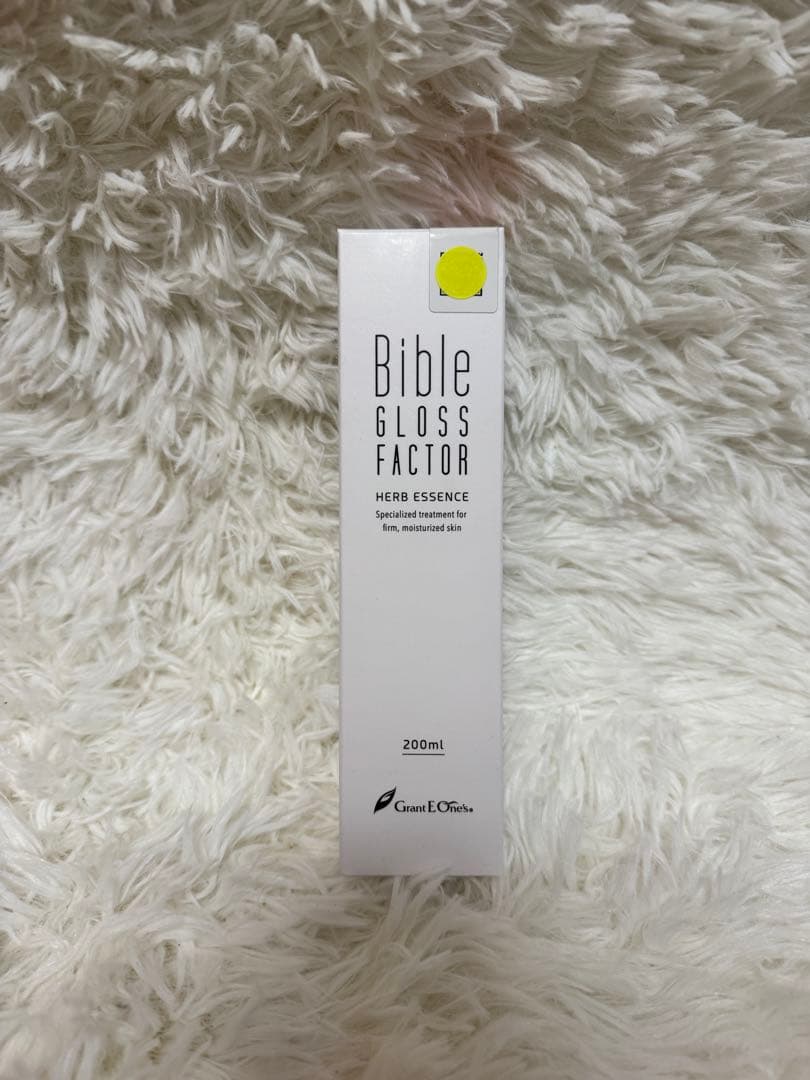 Bible
GLOSS
FACTOR
HERB ESSENCE
Specialized treatment for
firm, moisturized skin
200ml
Grant E One's